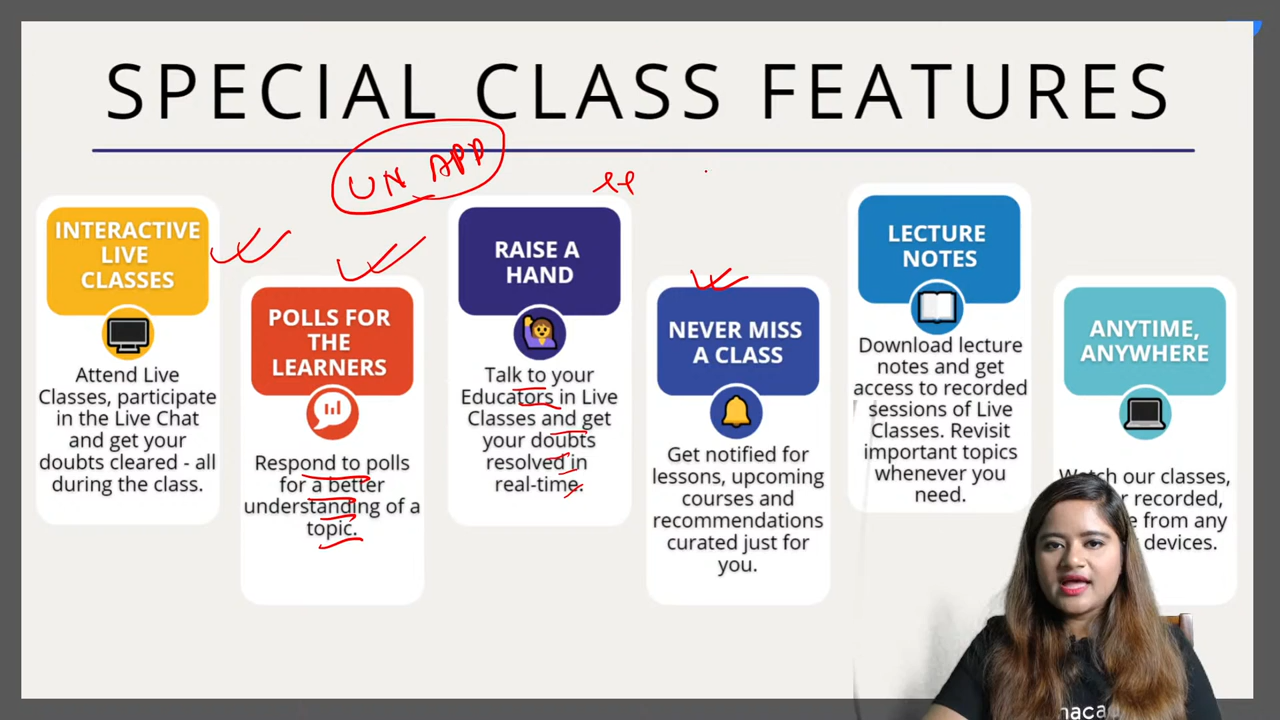 SPECIAL CLASS FEATURES
UN APP
INTERACTIVE
LIVE
CLASSES
Attend Live
Classes, participate
in the Live Chat
and get your
doubts cleared - all
during the class.
POLLS FOR
THE
LEARNERS
Respond to polls
for a better
understanding of a
topic.
RAISE A
HAND
Talk to your
Educators in Live
Classes and get
your doubts
resolved in
real-time.
NEVER MISS
A CLASS
Get notified for
lessons, upcoming
courses and
recommendations
curated just for
you.
LECTURE
NOTES
Download lecture
notes and get
access to recorded
sessions of Live
Classes. Revisit
important topics
whenever you
need.
ANYTIME,
ANYWHERE
our classes,
recorded,
from any
devices.